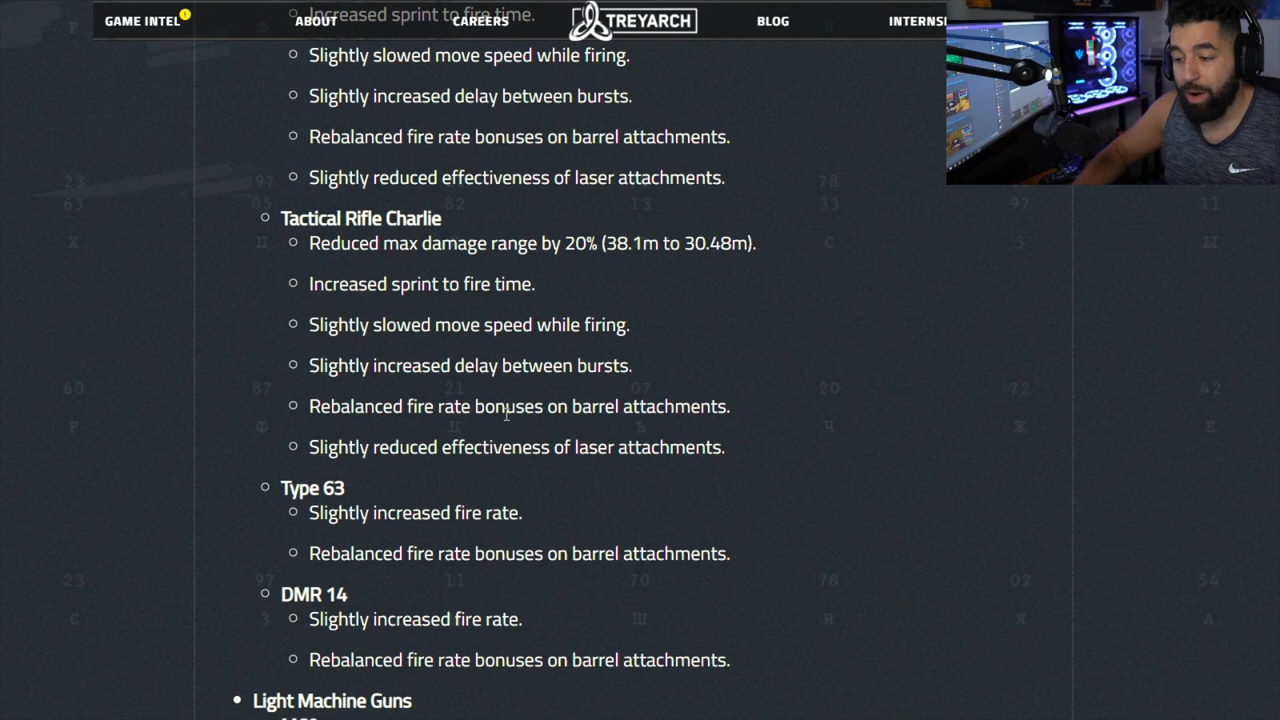 GAME INTEL ABOUT CAREERS TREYARCH BLOG
Increased sprint to fire time.
Slightly slowed move speed while firing.
Slightly increased delay between bursts.
Rebalanced fire rate bonuses on barrel attachments.
Slightly reduced effectiveness of laser attachments.
Tactical Rifle Charlie
Reduced max damage range by 20% (38.1m to 30.48m).
Increased sprint to fire time.
Slightly slowed move speed while firing.
Slightly increased delay between bursts.
Rebalanced fire rate bonuses on barrel attachments.
Slightly reduced effectiveness of laser attachments.
Type 63
Slightly increased fire rate.
Rebalanced fire rate bonuses on barrel attachments.
DMR 14
Slightly increased fire rate.
Rebalanced fire rate bonuses on barrel attachments.
Light Machine Guns